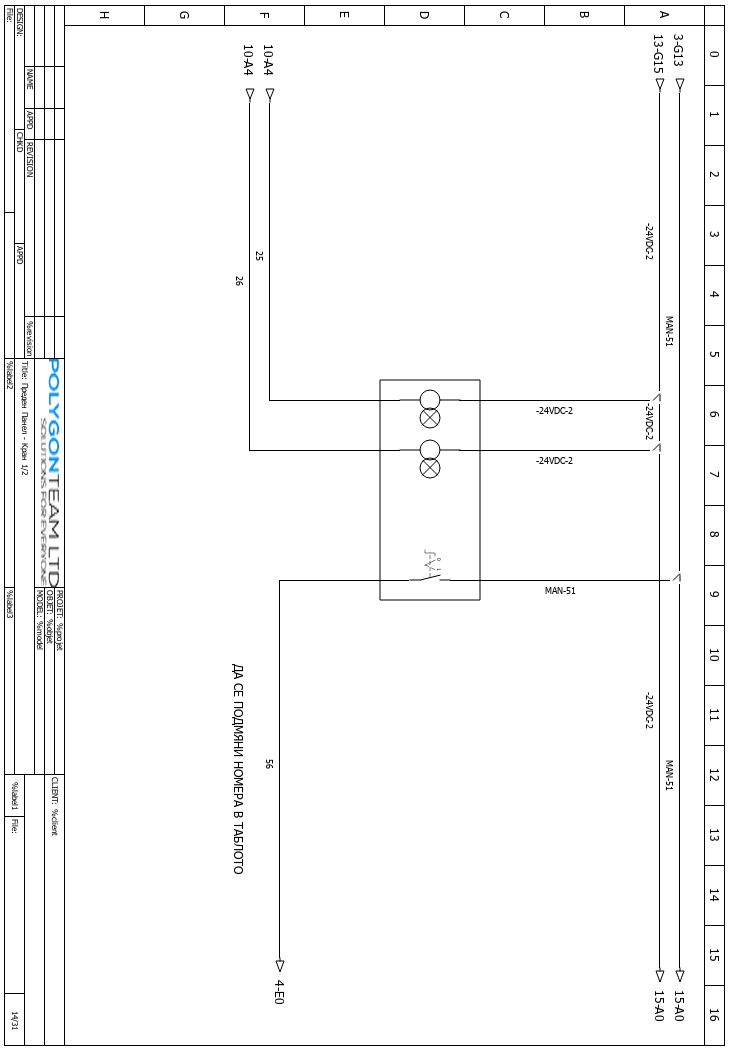 0 1 2 3 4 5 6 7 8 9 10 11 12 13 14 15 16
A
B
C
D
E
F
G
H
3-G13
13-G15
MAN-51
MAN-51
15-A0
-24VDC-2
-24VDC-2
-24VDC-2
15-A0
-24VDC-2
-24VDC-2
MAN-51
0 1
10-A4
10-A4
25
26
56
4-E0
ДА СЕ ПОДМЯНИ НОМЕРА В ТАБЛОТО
NAME
APPD
REVISION
%revision
DESIGN:
CHKD
APPD
File:
POLYGONTEAM LTD
SOLUTIONS FOR EVERYONE
Title: Преден Панел - Кран 1/2
%label2
PROJET: %projet
OBJET: %objet
MODEL: %model
%label3
CLIENT: %client
%label1
File:
14/31